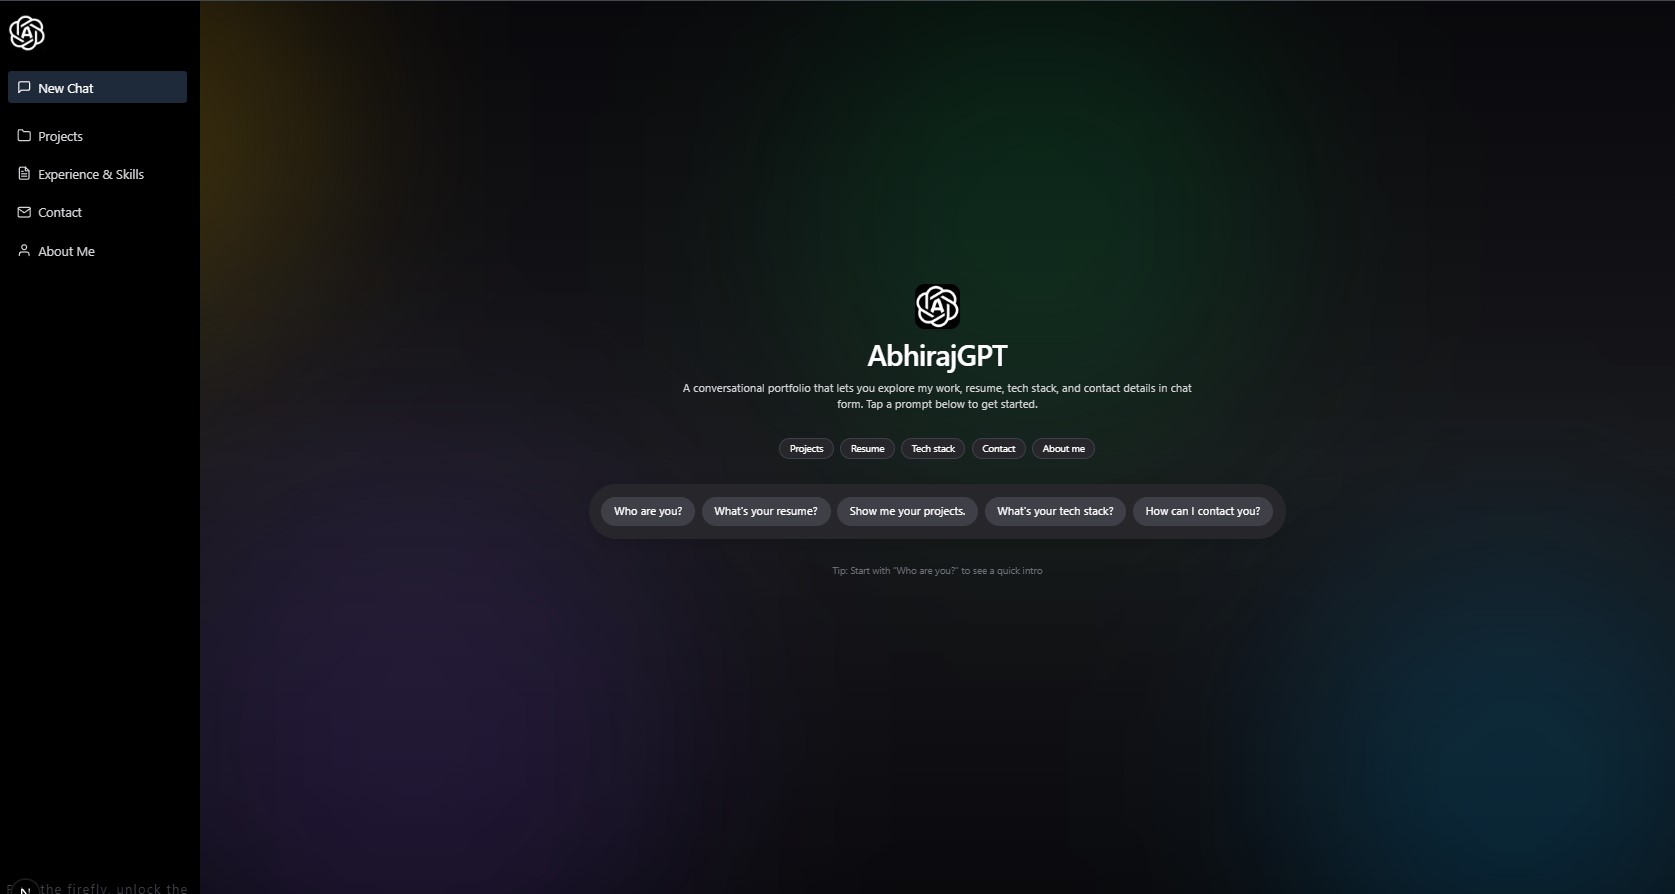 A
New Chat
Projects
Experience & Skills
Contact
About Me
A
AbhirajGPT
A conversational portfolio that lets you explore my work, resume, tech stack, and contact details in chat
form. Tap a prompt below to get started.
Projects Resume Tech stack Contact About me
Who are you? What's your resume? Show me your projects. What's your tech stack? How can I contact you?
Tip: Start with "Who are you?" to see a quick intro
the firefly, unlock the